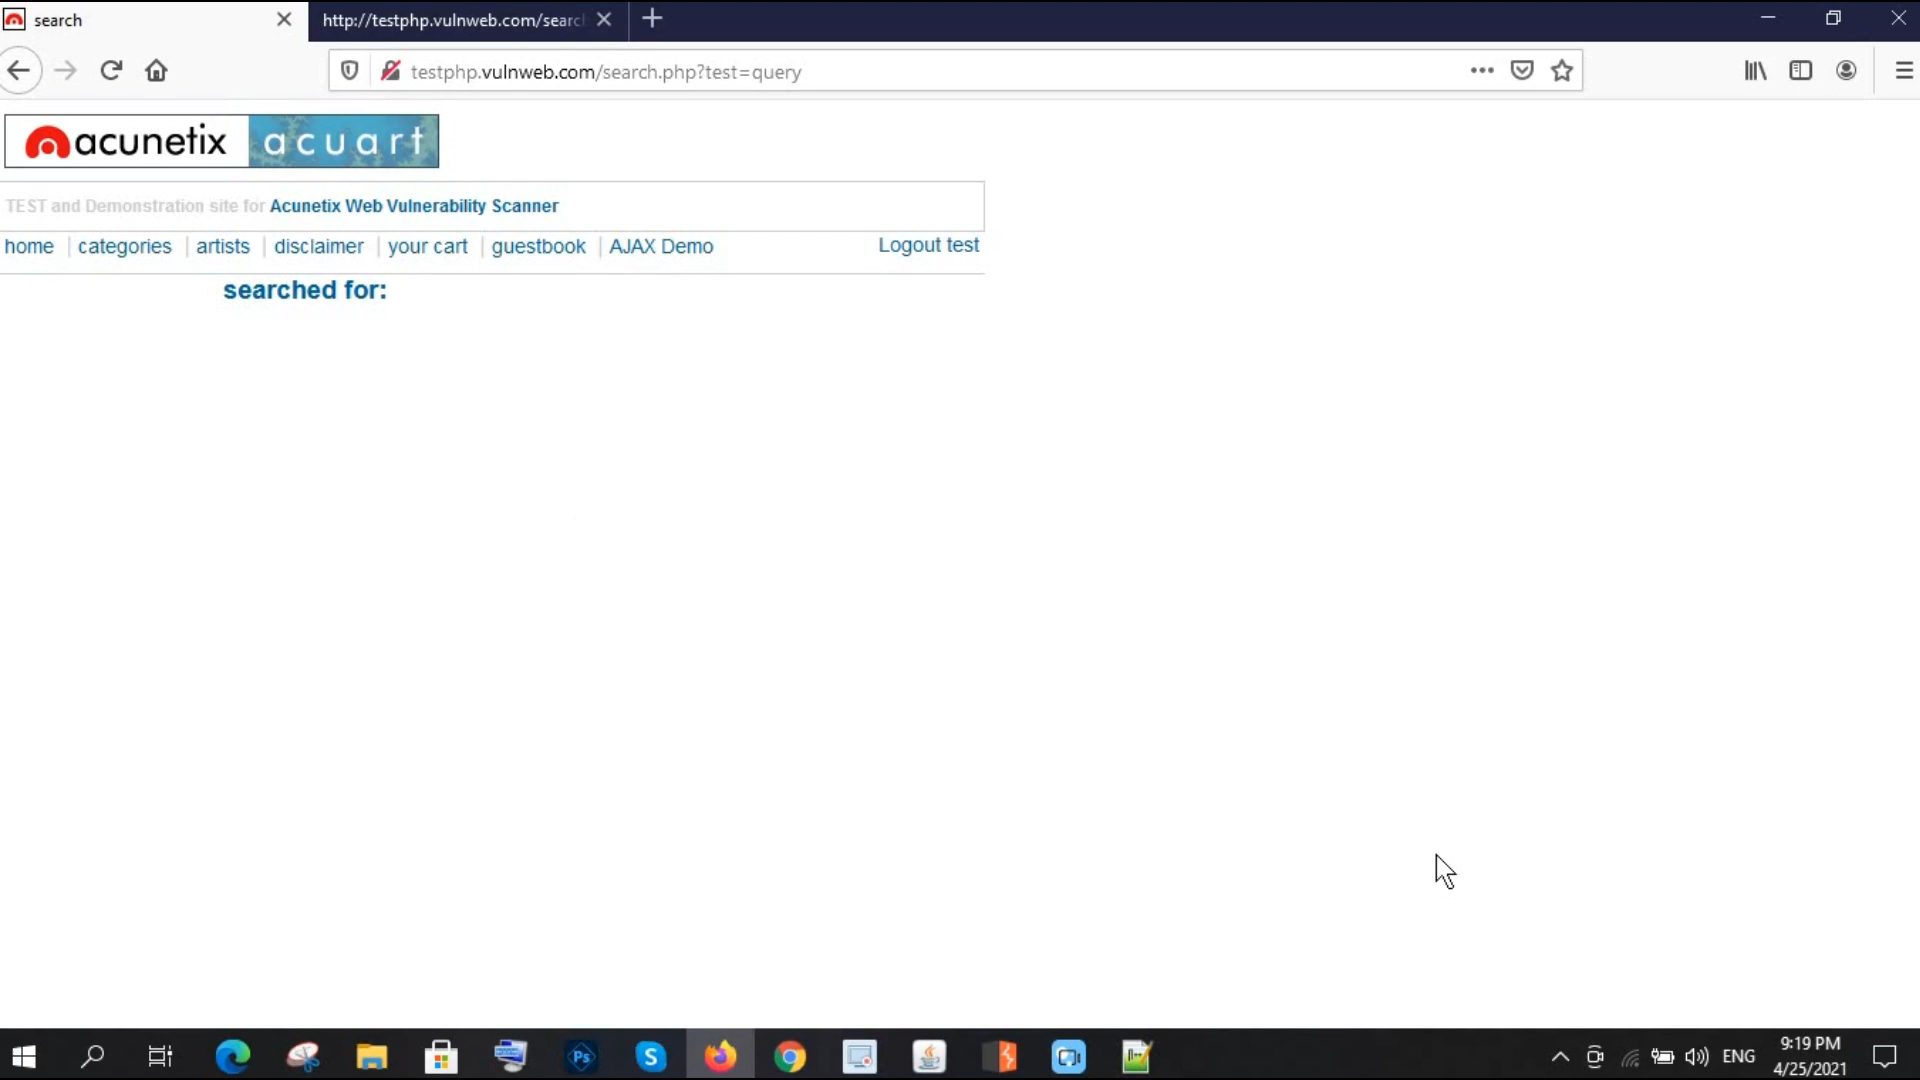 search
http://testphp.vulnweb.com/searc
testphp.vulnweb.com/search.php?test=query
acunetix acuart
TEST and Demonstration site for Acunetix Web Vulnerability Scanner
home categories artists disclaimer your cart guestbook AJAX Demo Logout test
searched for:
Ps
S
ENG
9:19 PM
4/25/2021